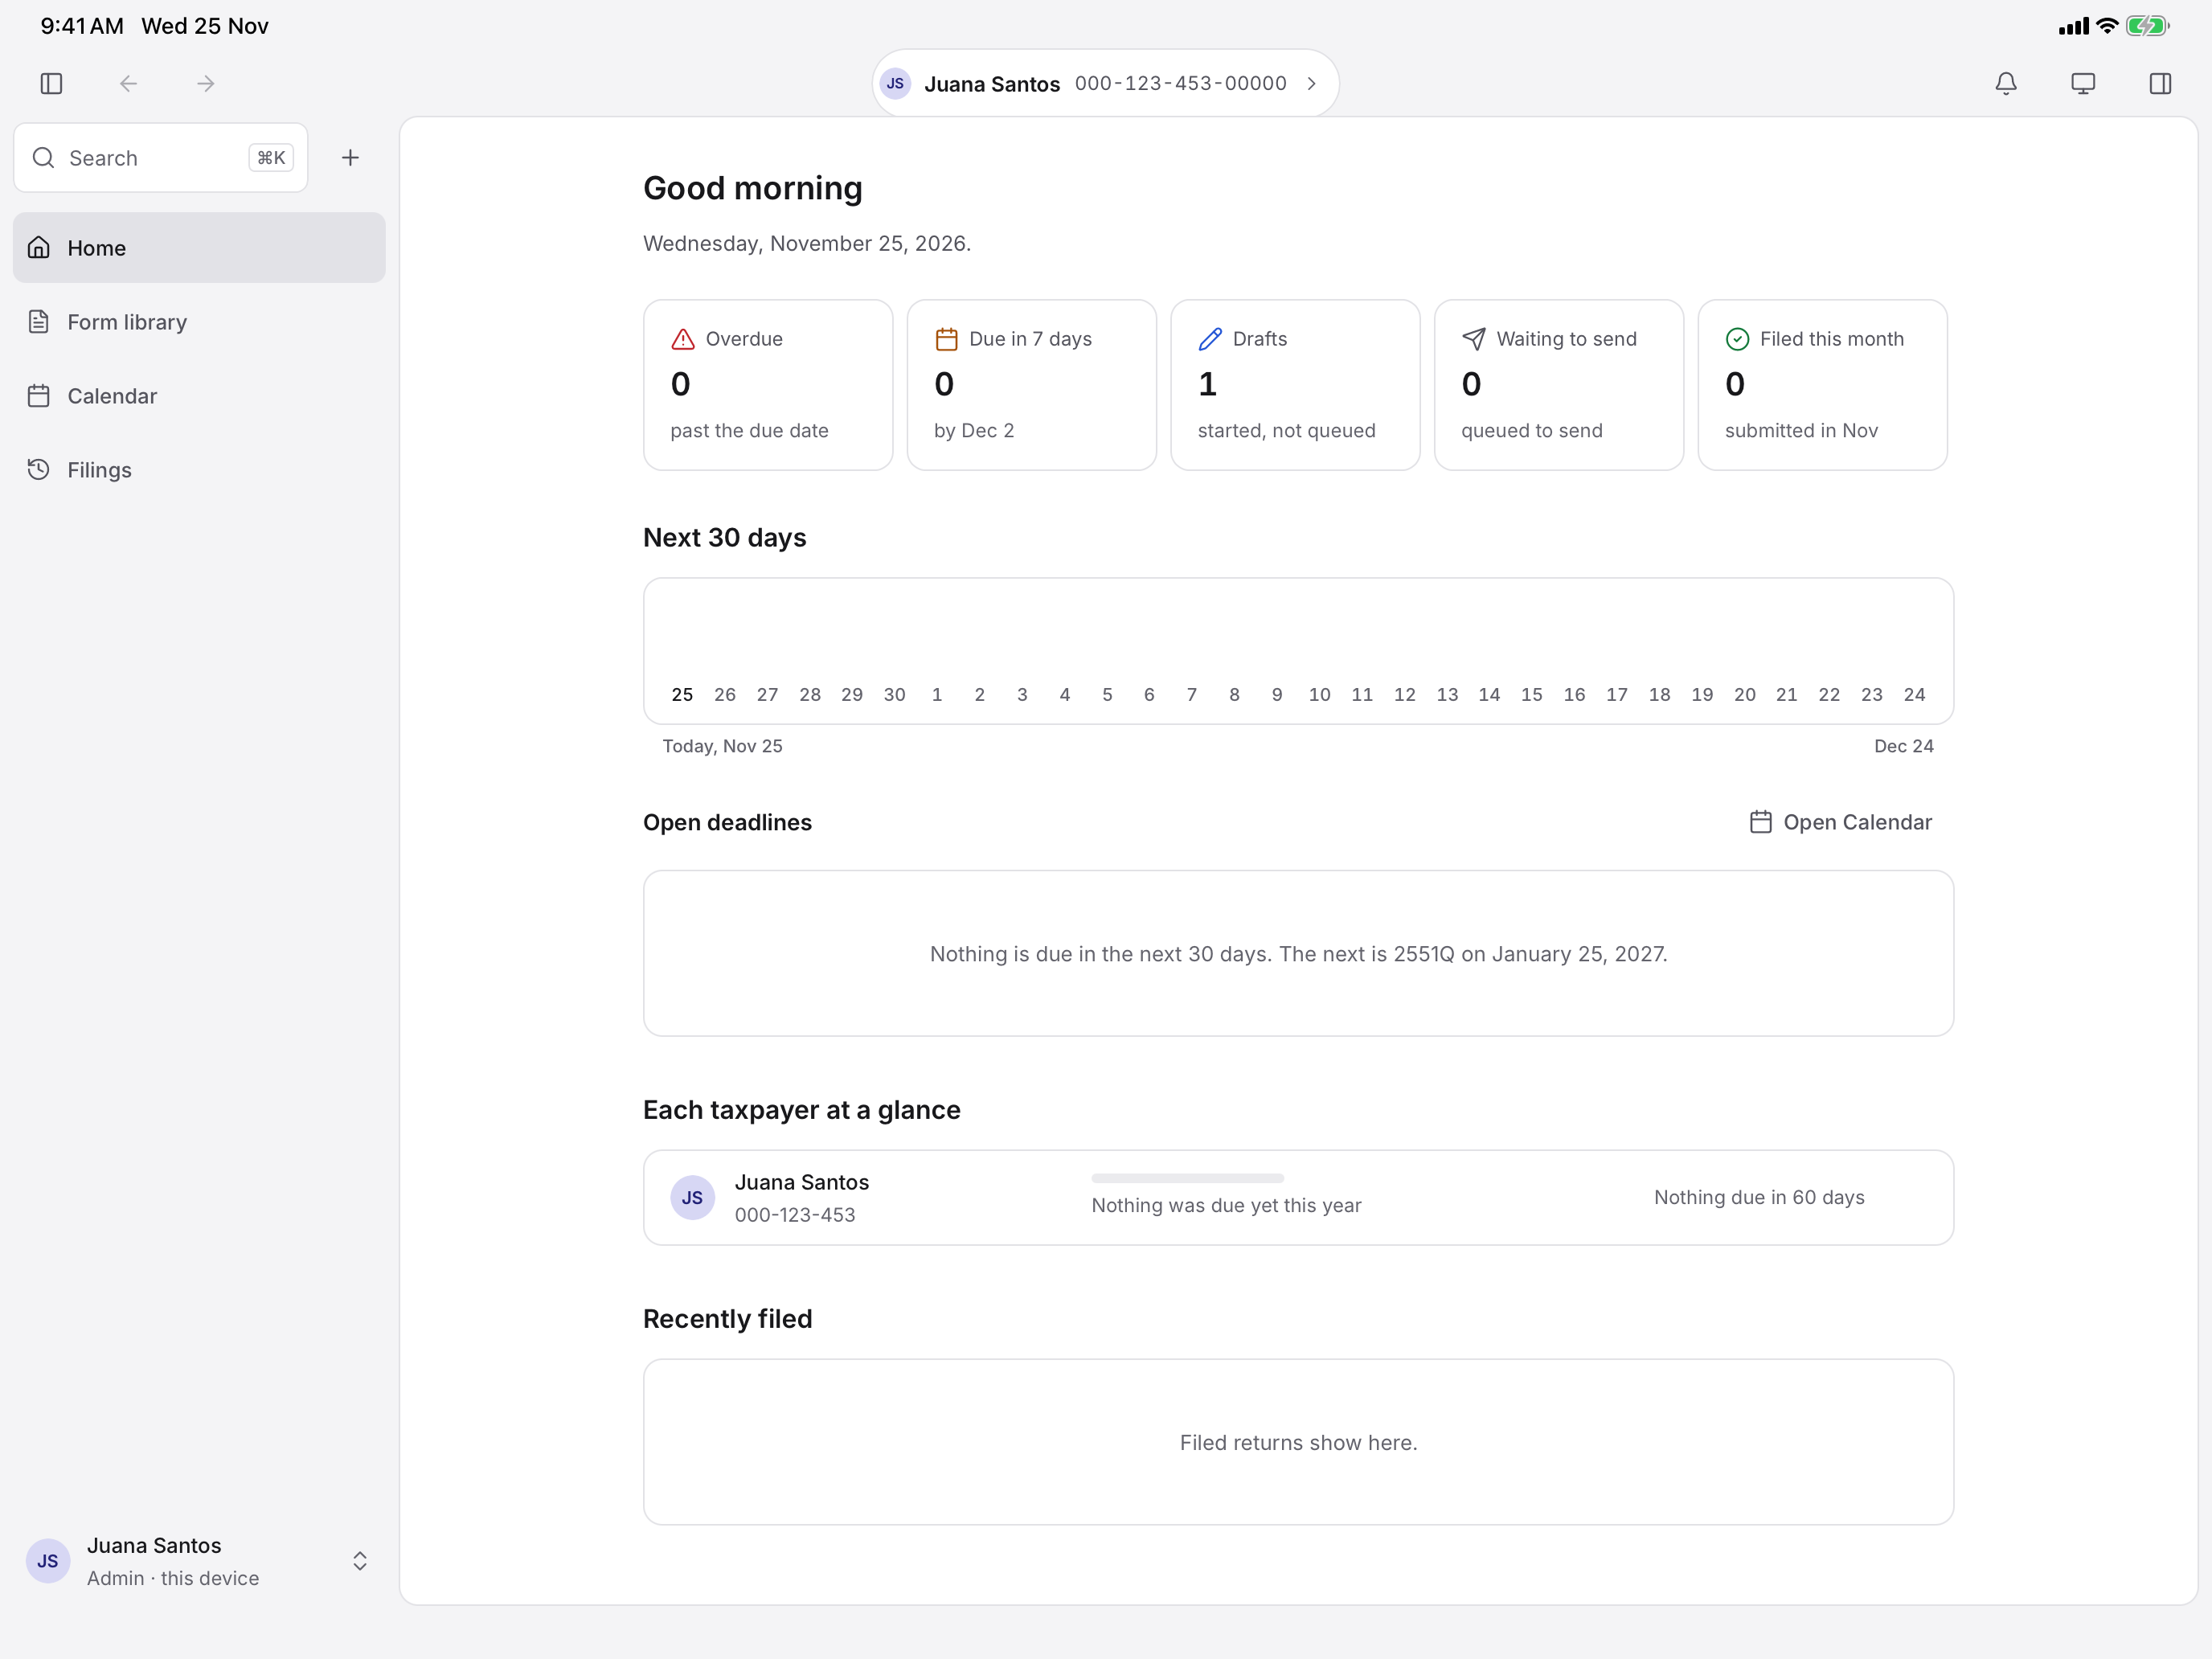 9:41 AM Wed 25 Nov
JS Juana Santos 000-123-453-00000
Search ⌘K
Home
Form library
Calendar
Filings
Good morning
Wednesday, November 25, 2026.
Overdue
0
past the due date
Due in 7 days
0
by Dec 2
Drafts
1
started, not queued
Waiting to send
0
queued to send
Filed this month
0
submitted in Nov
Next 30 days
25 26 27 28 29 30 1 2 3 4 5 6 7 8 9 10 11 12 13 14 15 16 17 18 19 20 21 22 23 24
Today, Nov 25 Dec 24
Open deadlines
Open Calendar
Nothing is due in the next 30 days. The next is 2551Q on January 25, 2027.
Each taxpayer at a glance
JS
Juana Santos
000-123-453
Nothing was due yet this year
Nothing due in 60 days
Recently filed
Filed returns show here.
JS
Juana Santos
Admin · this device